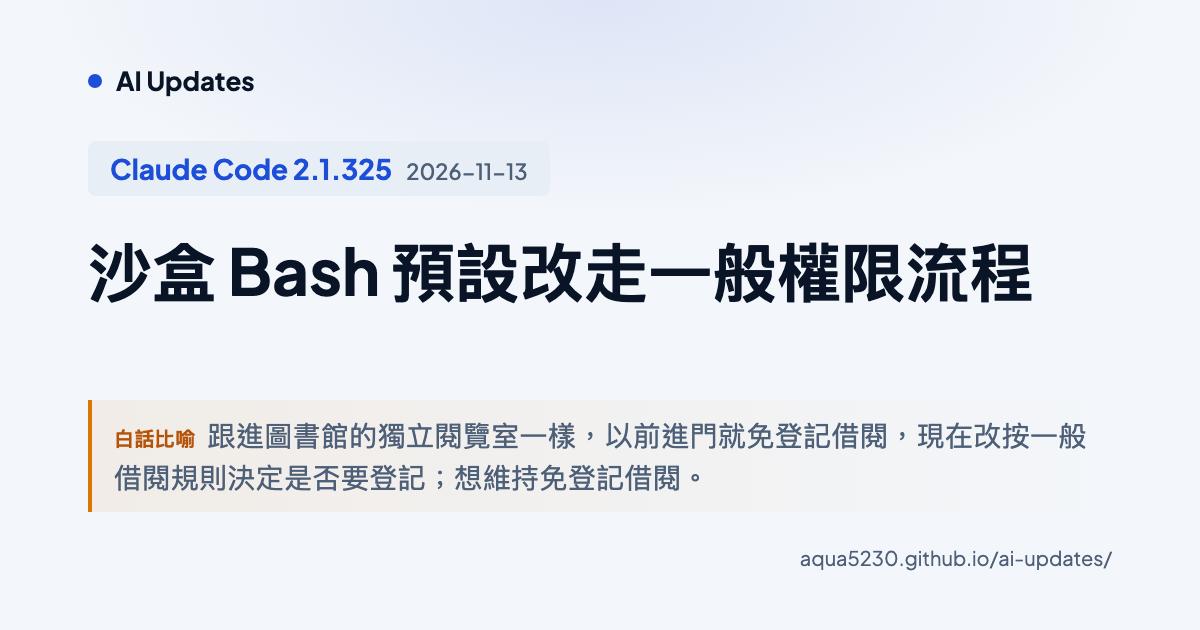 AI Updates
Claude Code 2.1.325 2026-11-13
沙盒 Bash 預設改走一般權限流程
白話比喻 跟進圖書館的獨立閱覽室一樣，以前進門就免登記借閱，現在改按一般
借閱規則決定是否要登記；想維持免登記借閱。
aqua5230.github.io/ai-updates/